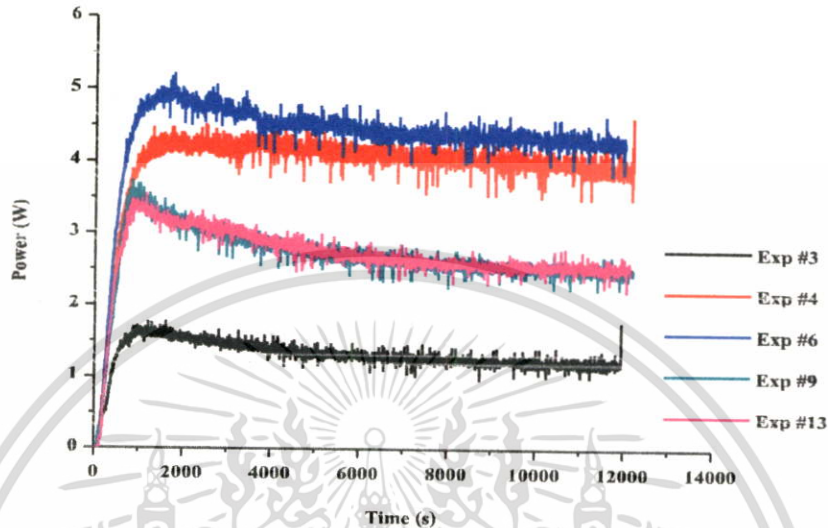 6
5
4
3
2
1
0
Power (W)
0 2000 4000 6000 8000 10000 12000 14000
Time (s)
Exp #3
Exp #4
Exp #6
Exp #9
Exp #13